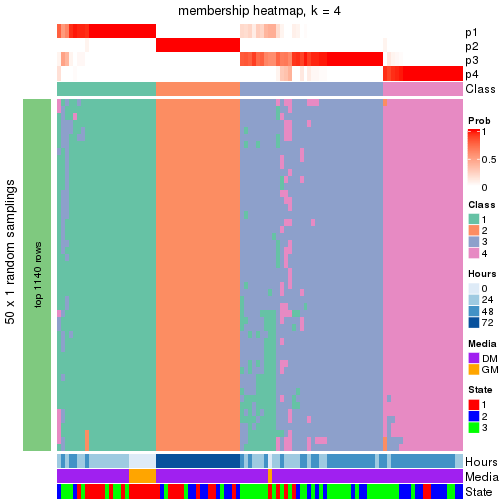 membership heatmap, k = 4
p1
p2
p3
p4
Class
50 x 1 random samplings
top 1140 rows
Prob
1
0.5
0
Class
1
2
3
4
Hours
0
24
48
72
Media
DM
GM
State
1
2
3
Hours
Media
State